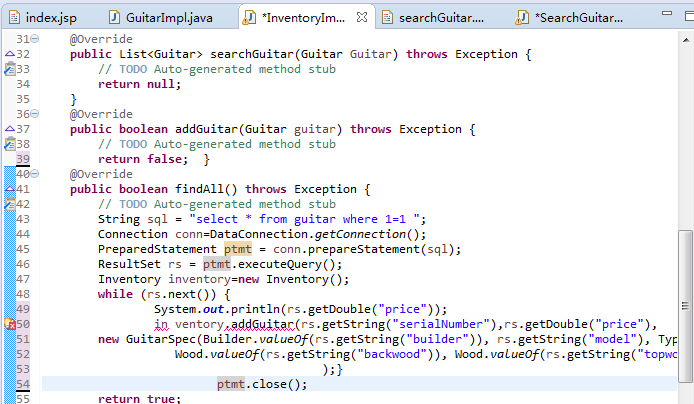 index.jsp GuitarImpl.java *InventoryIm... searchGuitar.... *SearchGuitar...
31 @Override
32 public List<Guitar> searchGuitar(Guitar Guitar) throws Exception {
33 // TODO Auto-generated method stub
34 return null;
35 }
36 @Override
37 public boolean addGuitar(Guitar guitar) throws Exception {
38 // TODO Auto-generated method stub
39 return false; }
40 @Override
41 public boolean findAll() throws Exception {
42 // TODO Auto-generated method stub
43 String sql = "select * from guitar where 1=1 ";
44 Connection conn=DataConnection.getConnection();
45 PreparedStatement ptmt = conn.prepareStatement(sql);
46 ResultSet rs = ptmt.executeQuery();
47 Inventory inventory=new Inventory();
48 while (rs.next()) {
49 System.out.println(rs.getDouble("price"));
50 in ventory.addGuitar(rs.getString("serialNumber"),rs.getDouble("price"),
51 new GuitarSpec(Builder.valueOf(rs.getString("builder")), rs.getString("model"), Typ
52 Wood.valueOf(rs.getString("backwood")), Wood.valueOf(rs.getString("topwo
53 );}
54 ptmt.close();
55 return true;